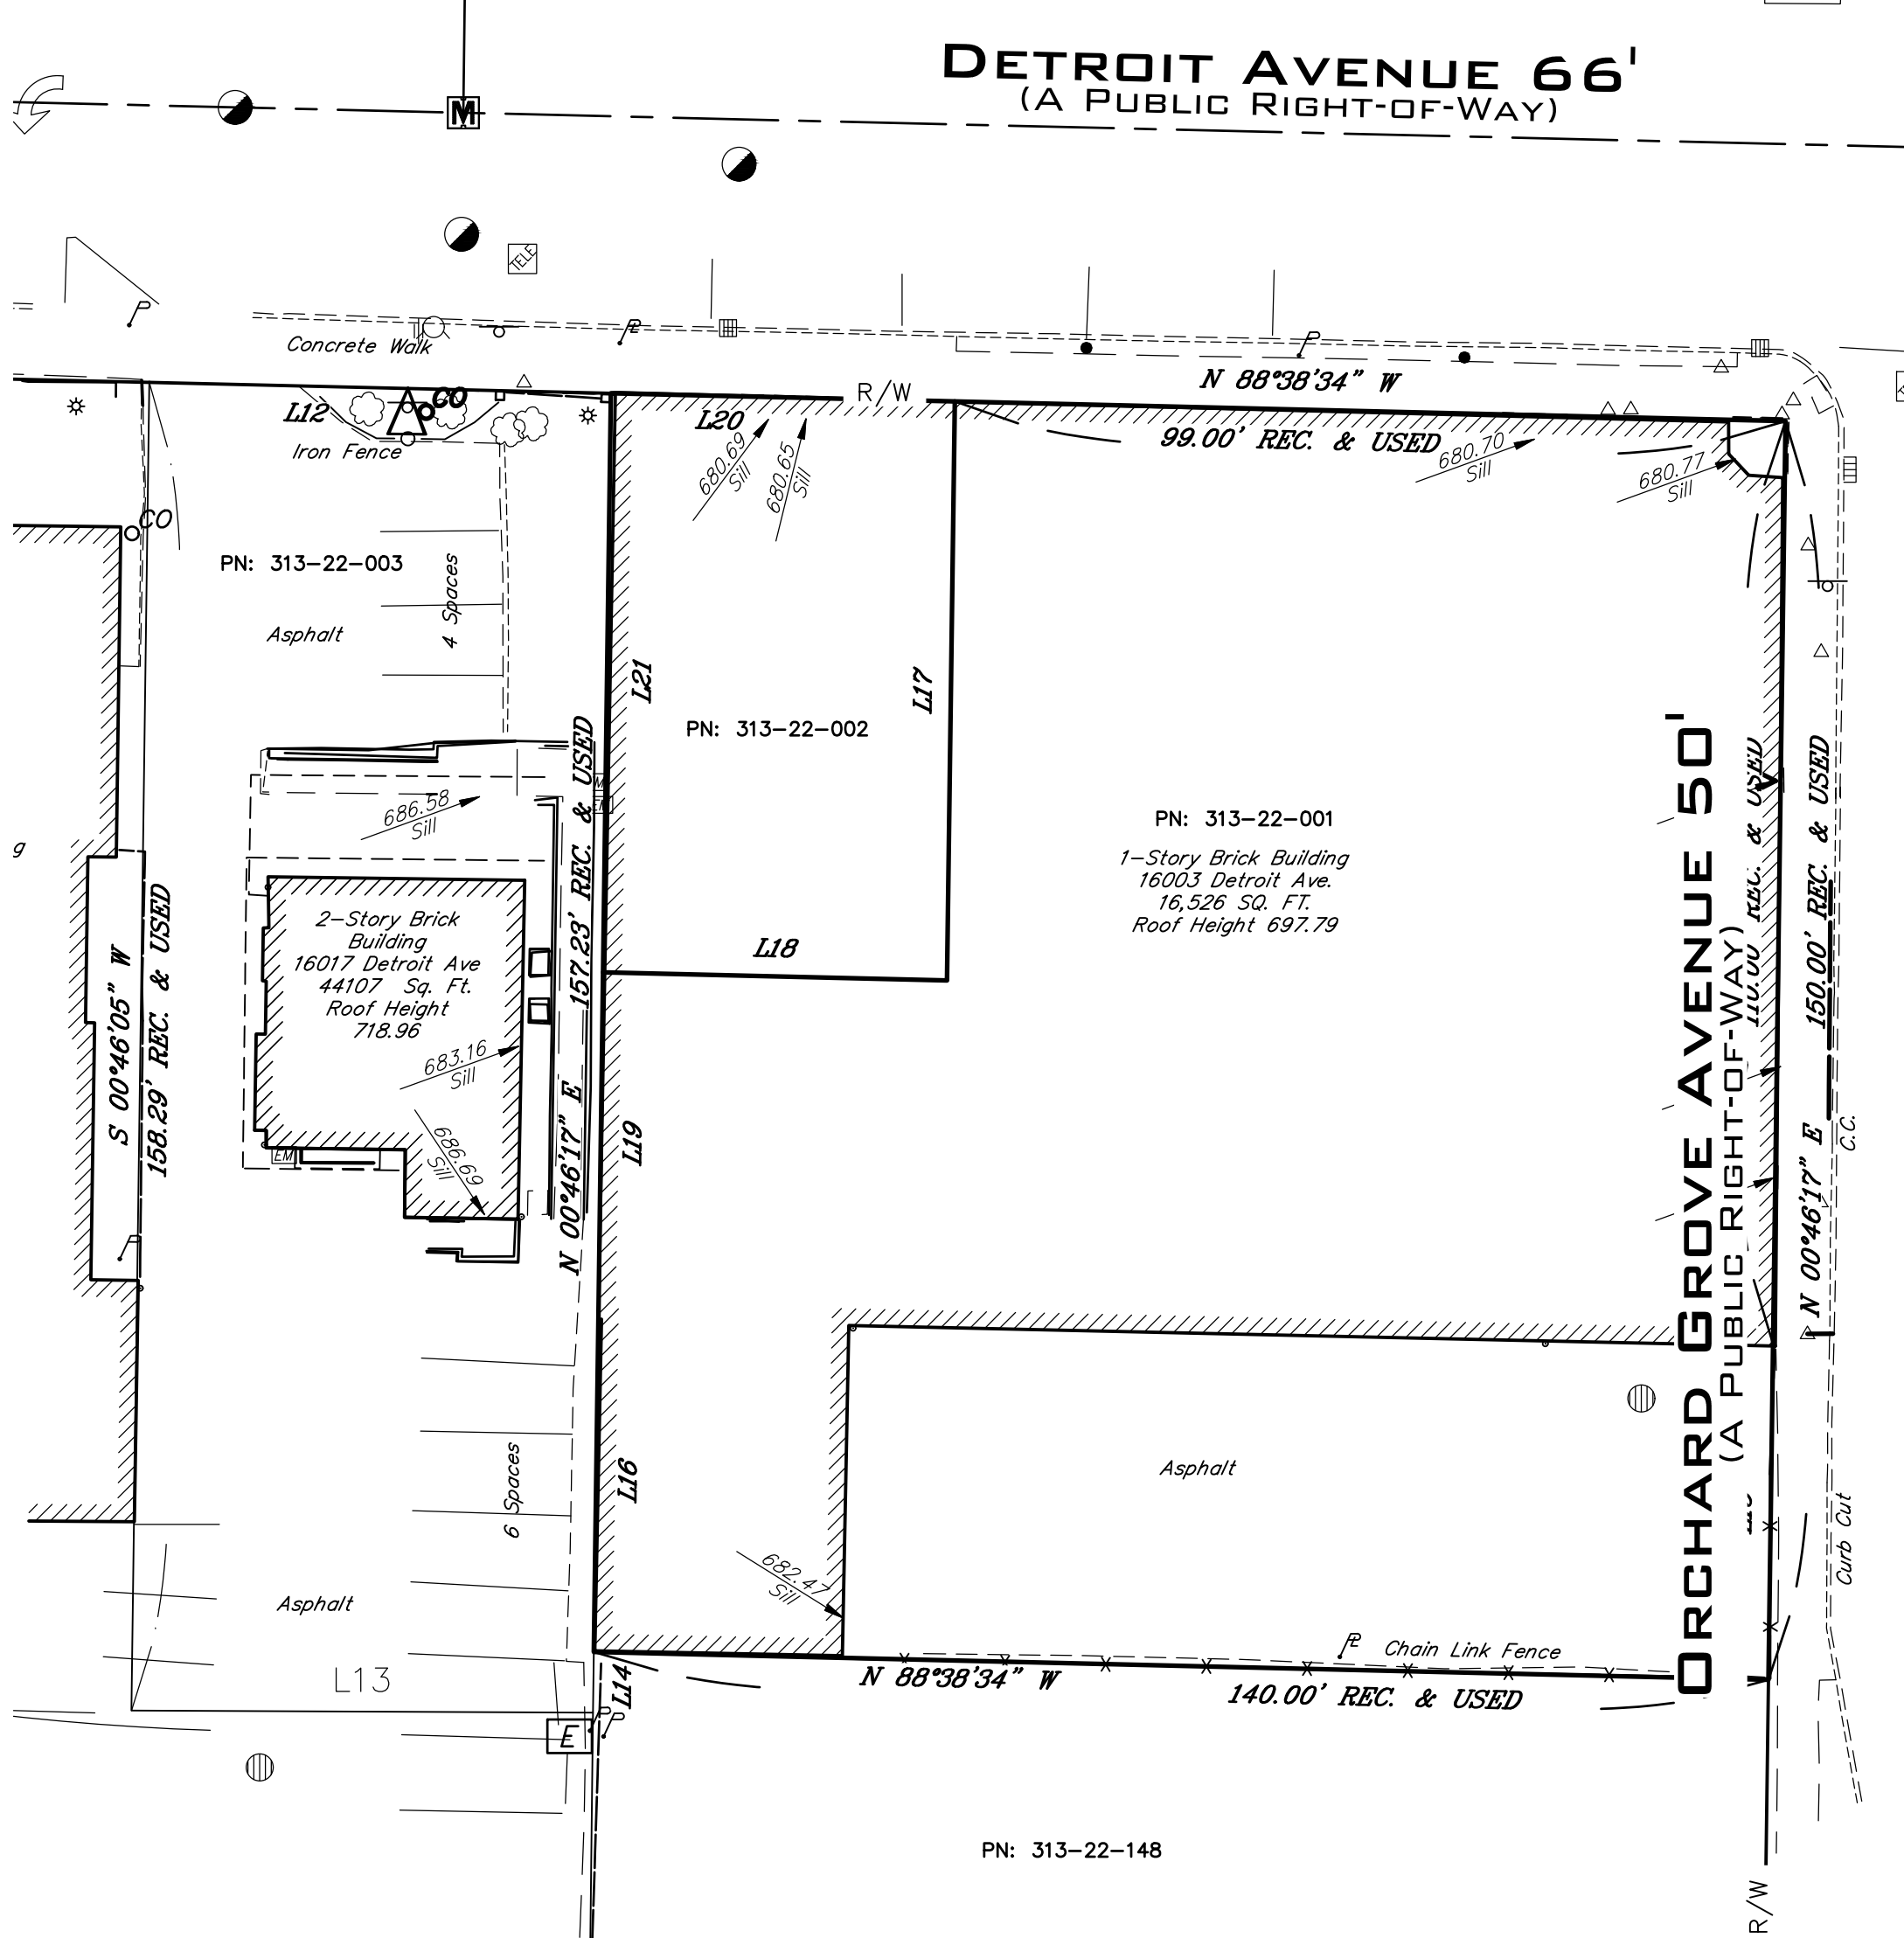 DETROIT AVENUE 66'
(A PUBLIC RIGHT-OF-WAY)
M
TELE
Concrete Walk
R/W
N 88°38'34" W
99.00' REC. & USED
L12
CO
Iron Fence
L20
680.69
Sill
680.65
Sill
680.70
Sill
680.77
Sill
CO
PN: 313-22-003
4 Spaces
Asphalt
L21
L17
PN: 313-22-002
686.58
Sill
157.23' REC. & USED
N 00°46'17" E
PN: 313-22-001
1-Story Brick Building
16003 Detroit Ave.
16,526 SQ. FT.
Roof Height 697.79
g
2-Story Brick
Building
16017 Detroit Ave
44107 Sq. Ft.
Roof Height
718.96
L18
683.16
Sill
686.69
Sill
EM
S 00°46'05" W
158.29' REC. & USED
L19
ORCHARD GROVE AVENUE 50'
(A PUBLIC RIGHT-OF-WAY)
110.00' REC. & USED
150.00' REC. & USED
N 00°46'17" E
C.C.
Curb Cut
L16
6 Spaces
Asphalt
Asphalt
682.47
Sill
Chain Link Fence
N 88°38'34" W
140.00' REC. & USED
L13
L14
E
PN: 313-22-148
R/W